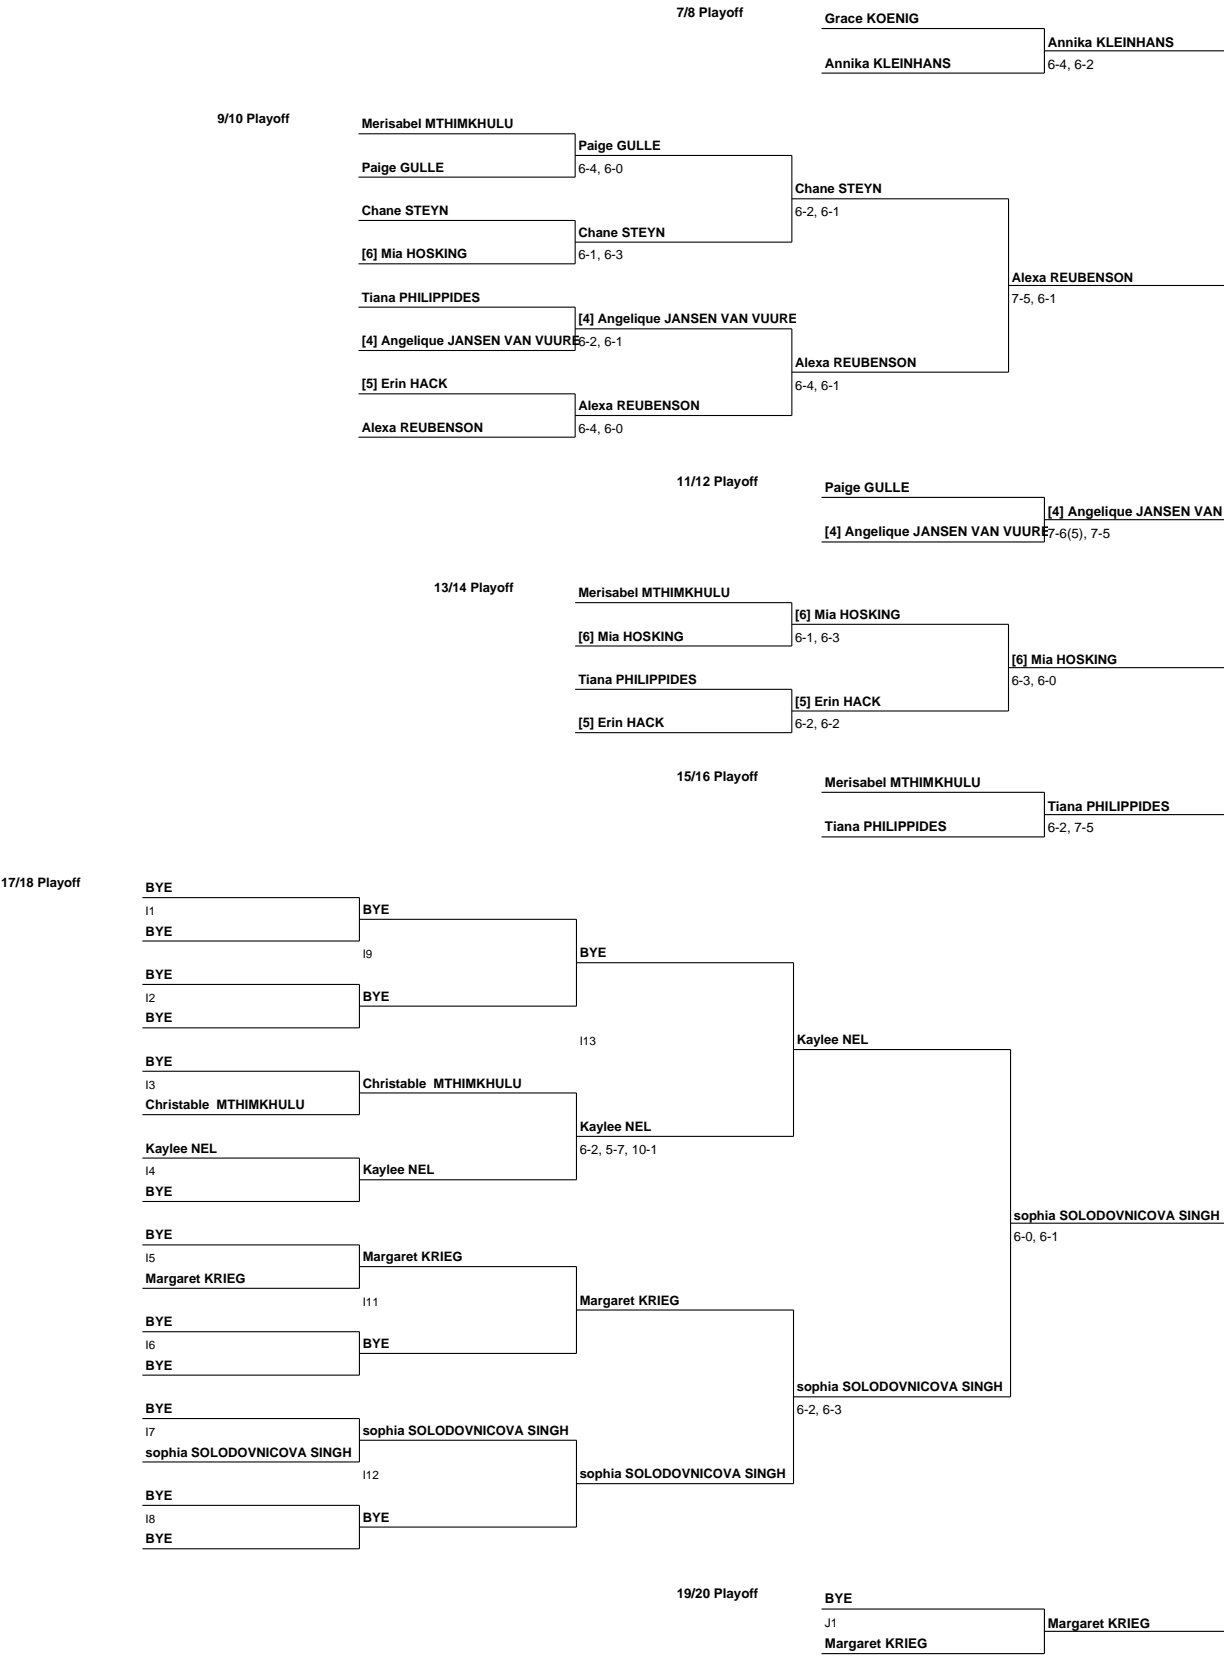 7/8 Playoff
Grace KOENIG
Annika KLEINHANS
Annika KLEINHANS
6-4, 6-2
9/10 Playoff
Merisabel MTHIMKHULU
Paige GULLE
Paige GULLE
6-4, 6-0
Chane STEYN
6-2, 6-1
Chane STEYN
Chane STEYN
[6] Mia HOSKING
6-1, 6-3
Alexa REUBENSON
7-5, 6-1
Tiana PHILIPPIDES
[4] Angelique JANSEN VAN VUURE
[4] Angelique JANSEN VAN VUURE
6-2, 6-1
Alexa REUBENSON
6-4, 6-1
[5] Erin HACK
Alexa REUBENSON
Alexa REUBENSON
6-4, 6-0
11/12 Playoff
Paige GULLE
[4] Angelique JANSEN VAN
[4] Angelique JANSEN VAN VUURE
7-6(5), 7-5
13/14 Playoff
Merisabel MTHIMKHULU
[6] Mia HOSKING
[6] Mia HOSKING
6-1, 6-3
[6] Mia HOSKING
6-3, 6-0
Tiana PHILIPPIDES
[5] Erin HACK
[5] Erin HACK
6-2, 6-2
15/16 Playoff
Merisabel MTHIMKHULU
Tiana PHILIPPIDES
Tiana PHILIPPIDES
6-2, 7-5
17/18 Playoff
BYE
I1
BYE
BYE
I9
BYE
BYE
I2
BYE
BYE
I13
Kaylee NEL
BYE
I3
Christable MTHIMKHULU
Christable MTHIMKHULU
Kaylee NEL
6-2, 5-7, 10-1
Kaylee NEL
I4
Kaylee NEL
BYE
sophia SOLODOVNICOVA SINGH
6-0, 6-1
BYE
I5
Margaret KRIEG
Margaret KRIEG
I11
Margaret KRIEG
BYE
I6
BYE
BYE
sophia SOLODOVNICOVA SINGH
6-2, 6-3
BYE
I7
sophia SOLODOVNICOVA SINGH
sophia SOLODOVNICOVA SINGH
I12
sophia SOLODOVNICOVA SINGH
BYE
I8
BYE
BYE
19/20 Playoff
BYE
J1
Margaret KRIEG
Margaret KRIEG